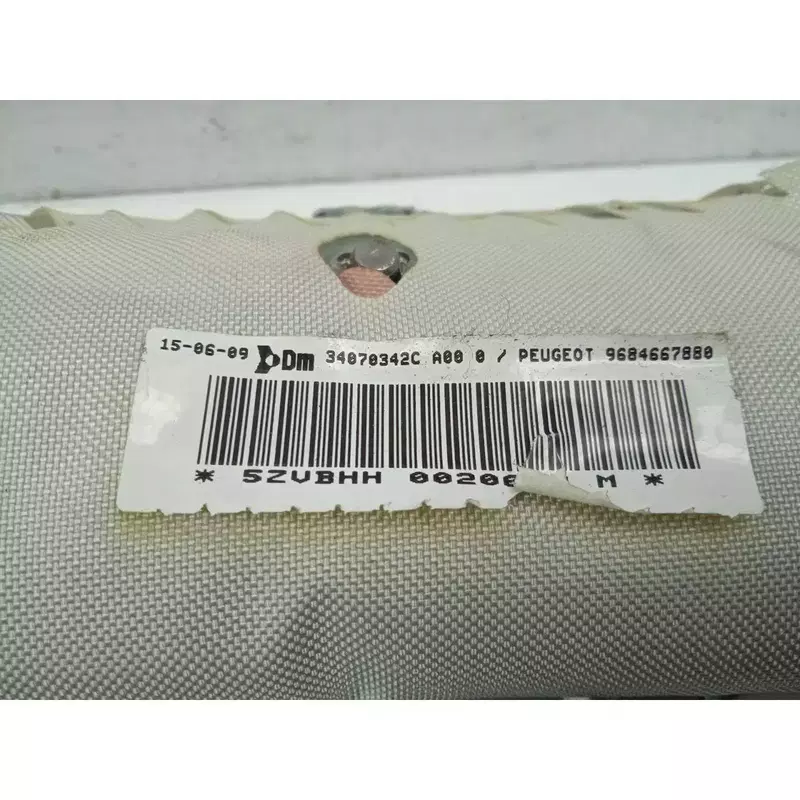 15-06-09 Dm 34070342C A00 0 / PEUGEOT 9684667880
* 5ZVBHH 0020 M *